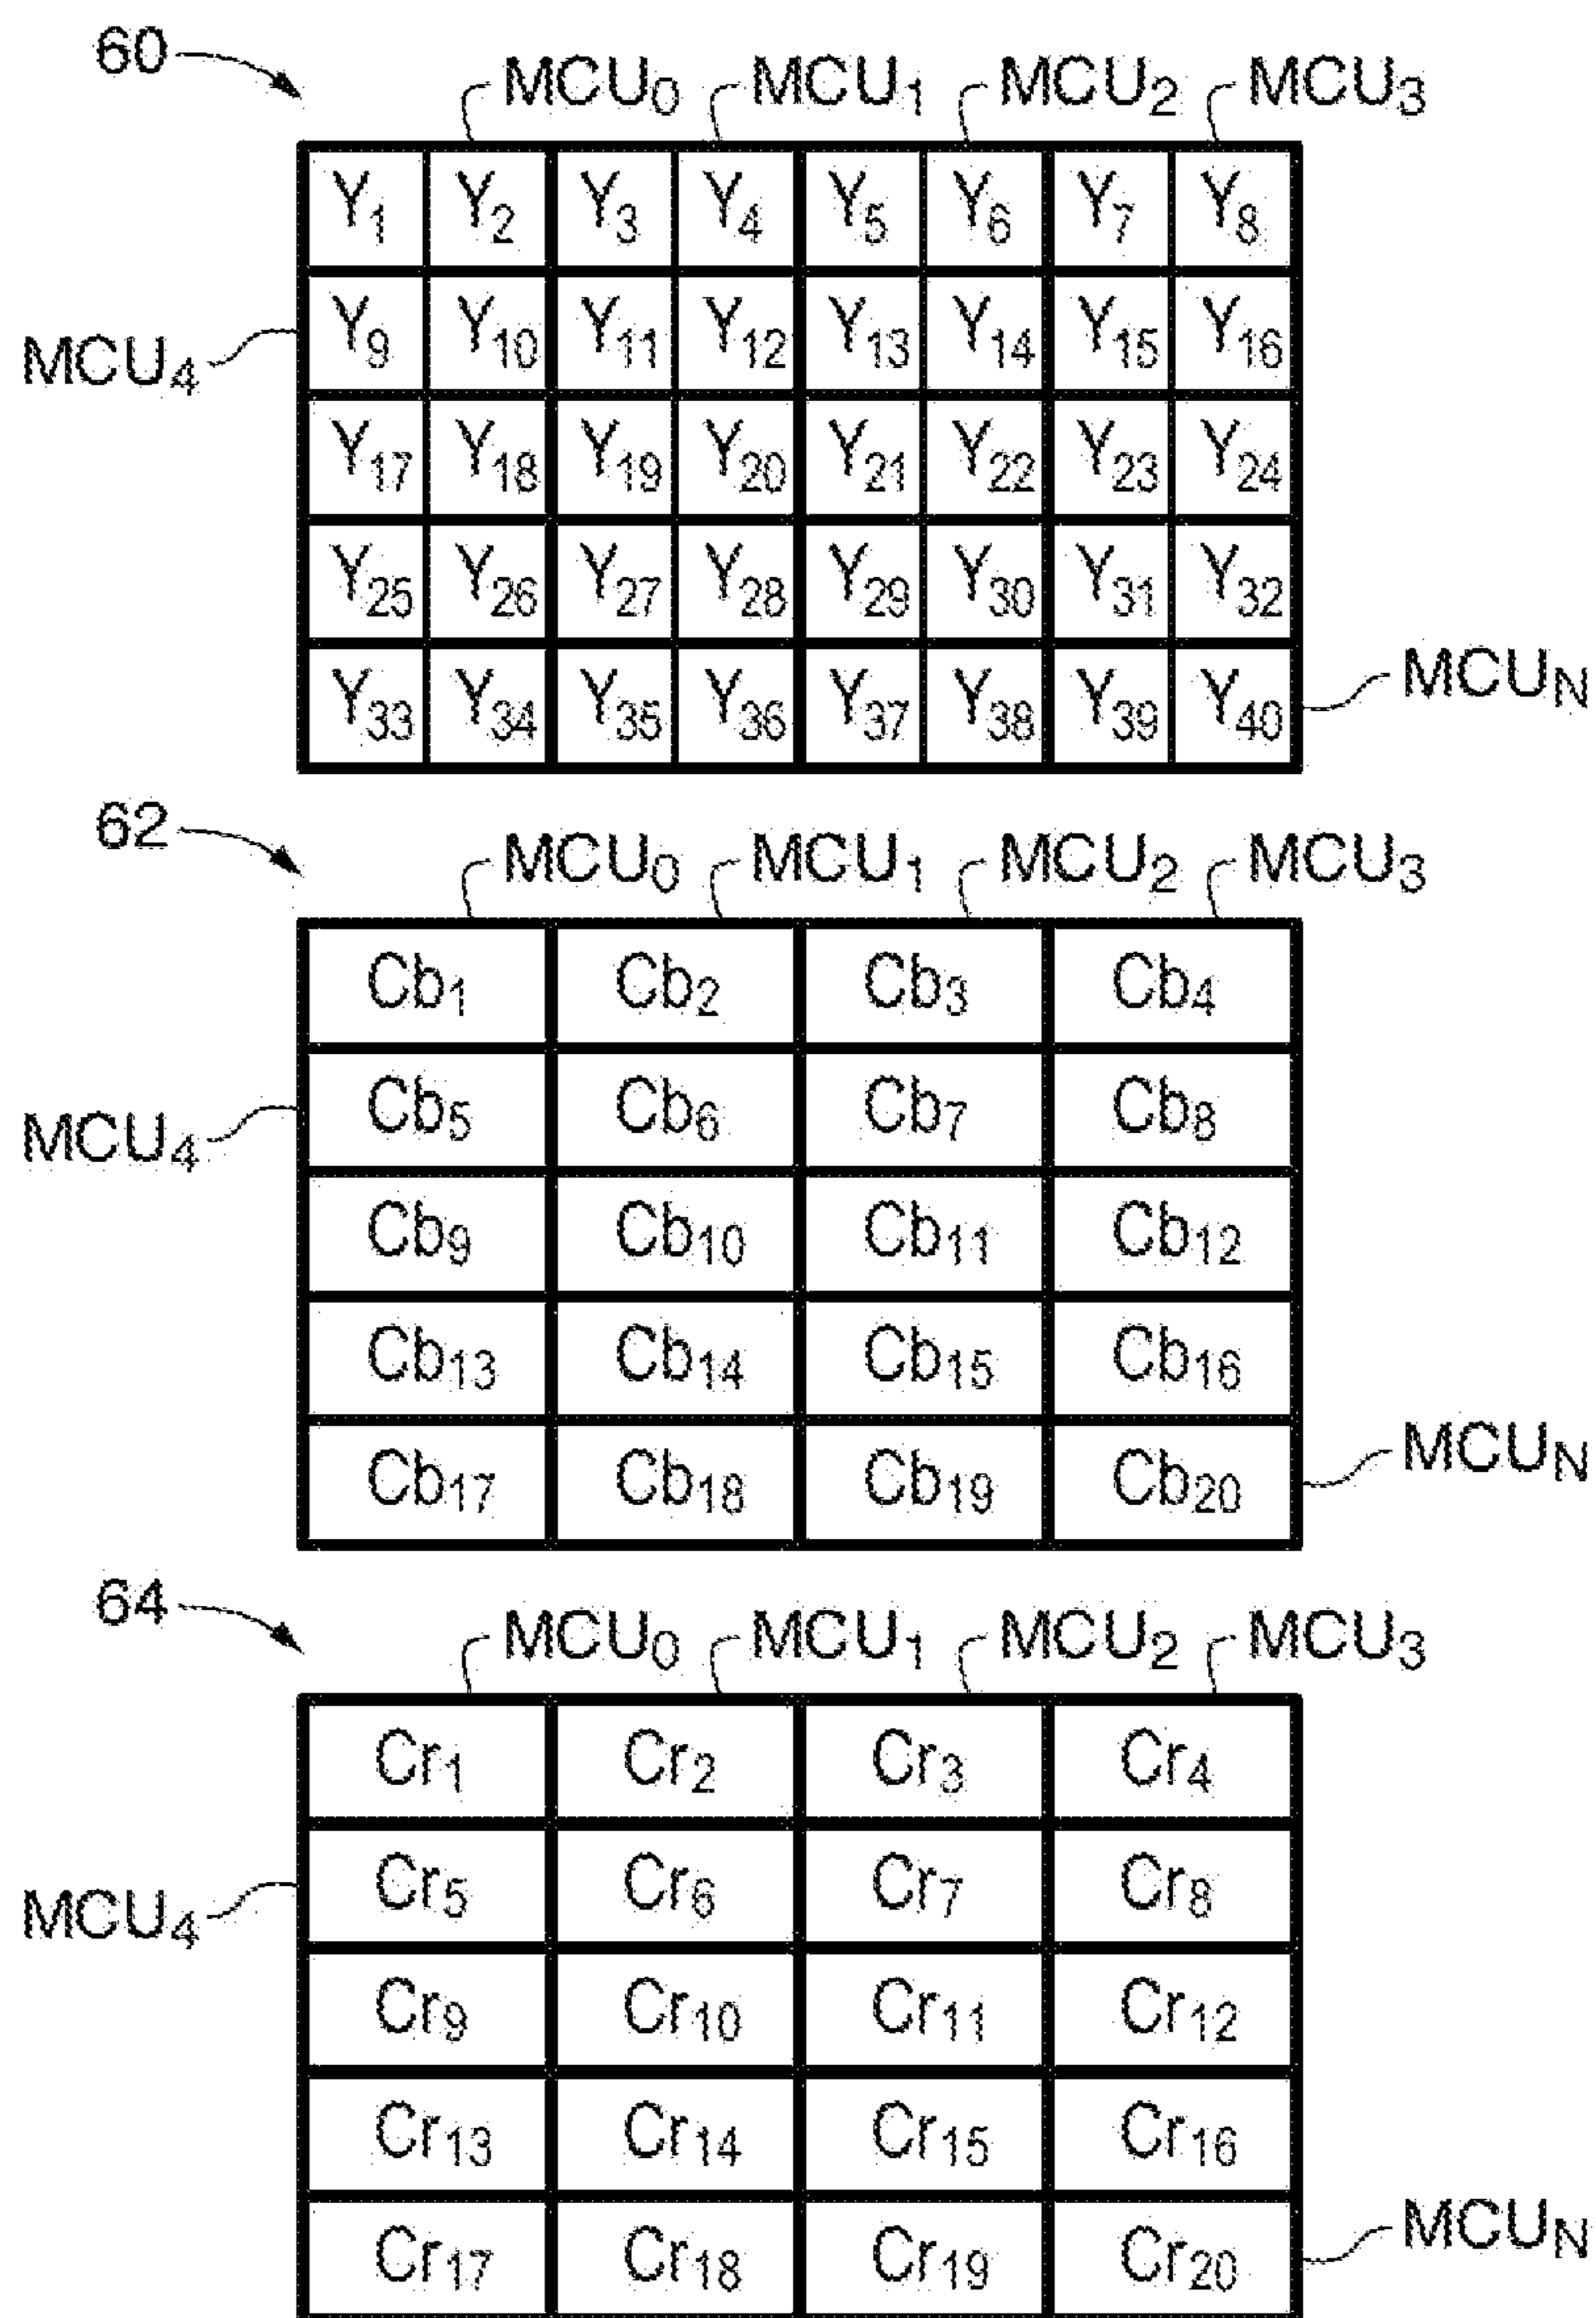 60
MCU₀ MCU₁ MCU₂ MCU₃
Y₁ Y₂ Y₃ Y₄ Y₅ Y₆ Y₇ Y₈
MCU₄
Y₉ Y₁₀ Y₁₁ Y₁₂ Y₁₃ Y₁₄ Y₁₅ Y₁₆
Y₁₇ Y₁₈ Y₁₉ Y₂₀ Y₂₁ Y₂₂ Y₂₃ Y₂₄
Y₂₅ Y₂₆ Y₂₇ Y₂₈ Y₂₉ Y₃₀ Y₃₁ Y₃₂
Y₃₃ Y₃₄ Y₃₅ Y₃₆ Y₃₇ Y₃₈ Y₃₉ Y₄₀
MCU_N
62
MCU₀ MCU₁ MCU₂ MCU₃
Cb₁ Cb₂ Cb₃ Cb₄
MCU₄
Cb₅ Cb₆ Cb₇ Cb₈
Cb₉ Cb₁₀ Cb₁₁ Cb₁₂
Cb₁₃ Cb₁₄ Cb₁₅ Cb₁₆
Cb₁₇ Cb₁₈ Cb₁₉ Cb₂₀
MCU_N
64
MCU₀ MCU₁ MCU₂ MCU₃
Cr₁ Cr₂ Cr₃ Cr₄
MCU₄
Cr₅ Cr₆ Cr₇ Cr₈
Cr₉ Cr₁₀ Cr₁₁ Cr₁₂
Cr₁₃ Cr₁₄ Cr₁₅ Cr₁₆
Cr₁₇ Cr₁₈ Cr₁₉ Cr₂₀
MCU_N